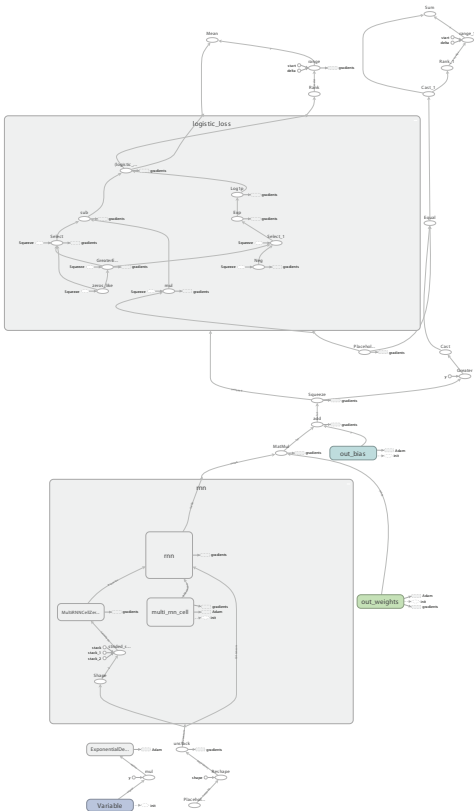 Sum
Mean
range_1
start
delta
range
start
delta
gradients
Rank_1
Rank
Cast_1
logistic_loss
logistic...
gradients
Log1p
gradients
sub
gradients
Exp
gradients
Equal
Squeeze
Select
gradients
Squeeze
Select_1
GreaterE...
Squeeze
gradients
Neg
Squeeze
gradients
zeros_like
Squeeze
mul
Squeeze
gradients
Placehol...
gradients
Cast
Greater
y
Squeeze
gradients
add
gradients
MatMul
gradients
out_bias
Adam
init
rnn
rnn
gradients
multi_rnn_cell
gradients
Adam
init
MultiRNNCellZer...
gradients
out_weights
Adam
init
gradients
stack
stack_1
stack_2
strided_s...
Shape
ExponentialDe...
Adam
unstack
gradients
mul
y
Reshape
shape
Variable
init
Placehol...